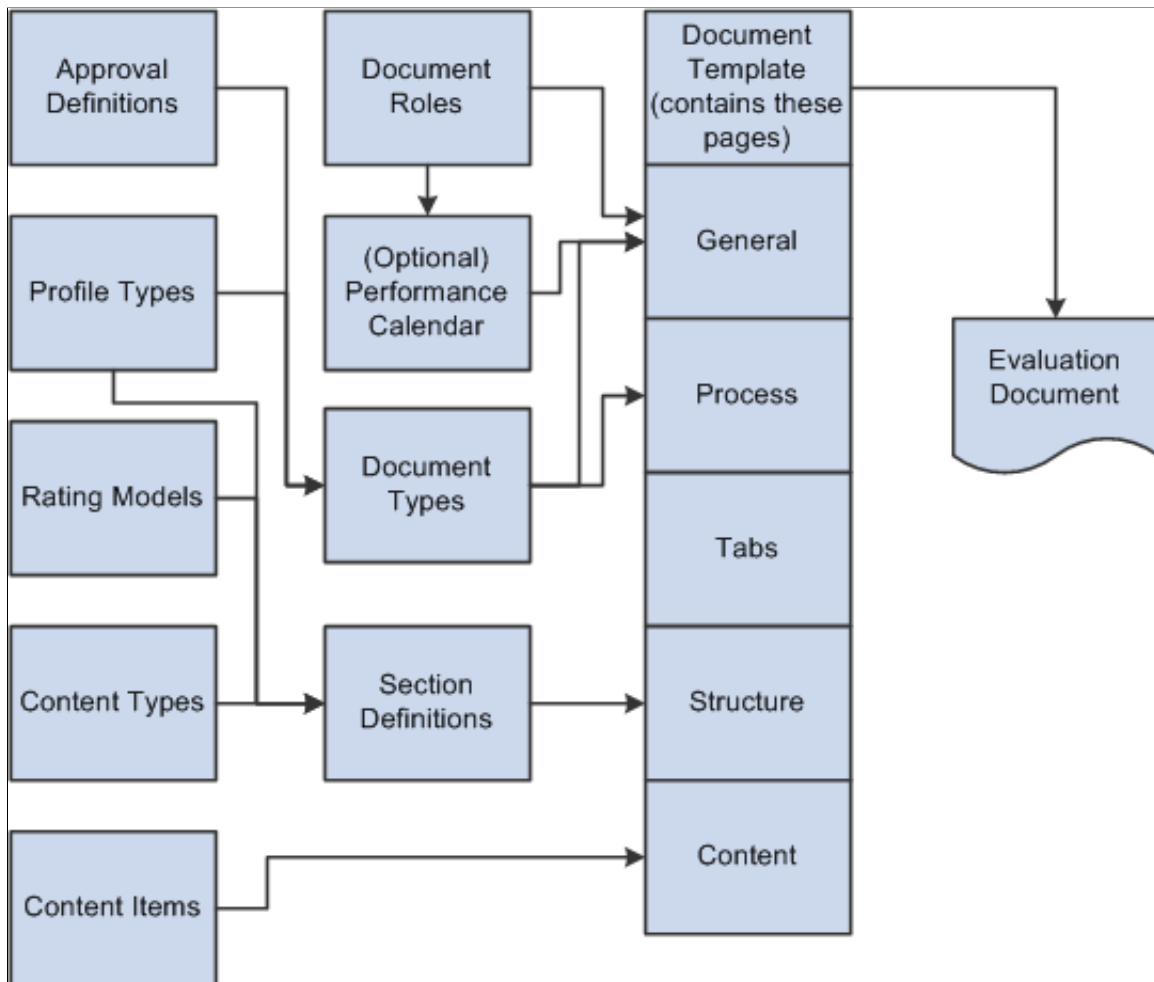 Approval
Definitions
Document
Roles
Document
Template
(contains these
pages)
Profile Types
(Optional)
Performance
Calendar
General
Evaluation
Document
Process
Rating Models
Document
Types
Tabs
Content Types
Section
Definitions
Structure
Content Items
Content